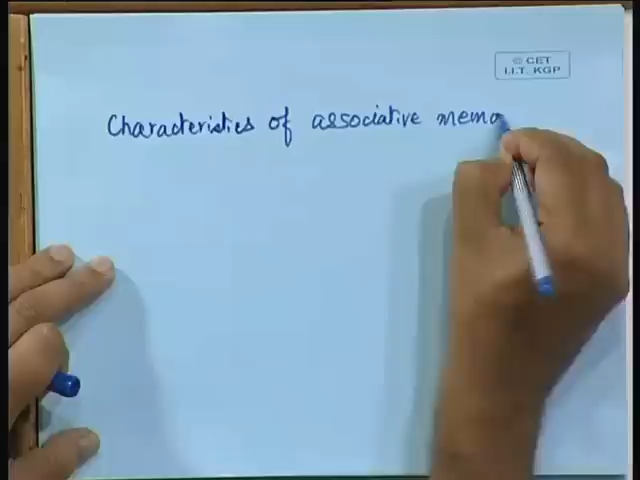 © CET
I.I.T. KGP
Characteristics of associative memo